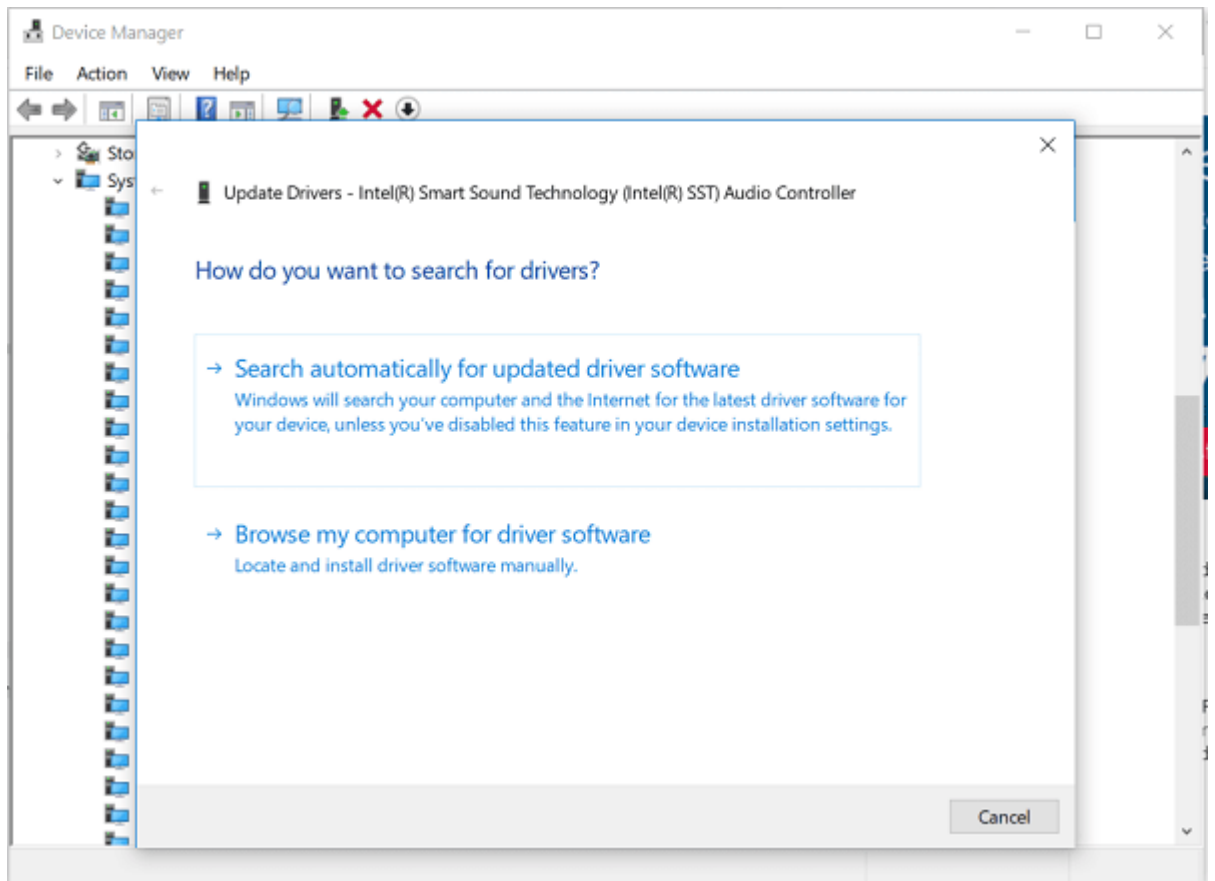 Device Manager
File Action View Help
Sto
Sys
Update Drivers - Intel(R) Smart Sound Technology (Intel(R) SST) Audio Controller
How do you want to search for drivers?
→ Search automatically for updated driver software
Windows will search your computer and the Internet for the latest driver software for
your device, unless you've disabled this feature in your device installation settings.
→ Browse my computer for driver software
Locate and install driver software manually.
Cancel